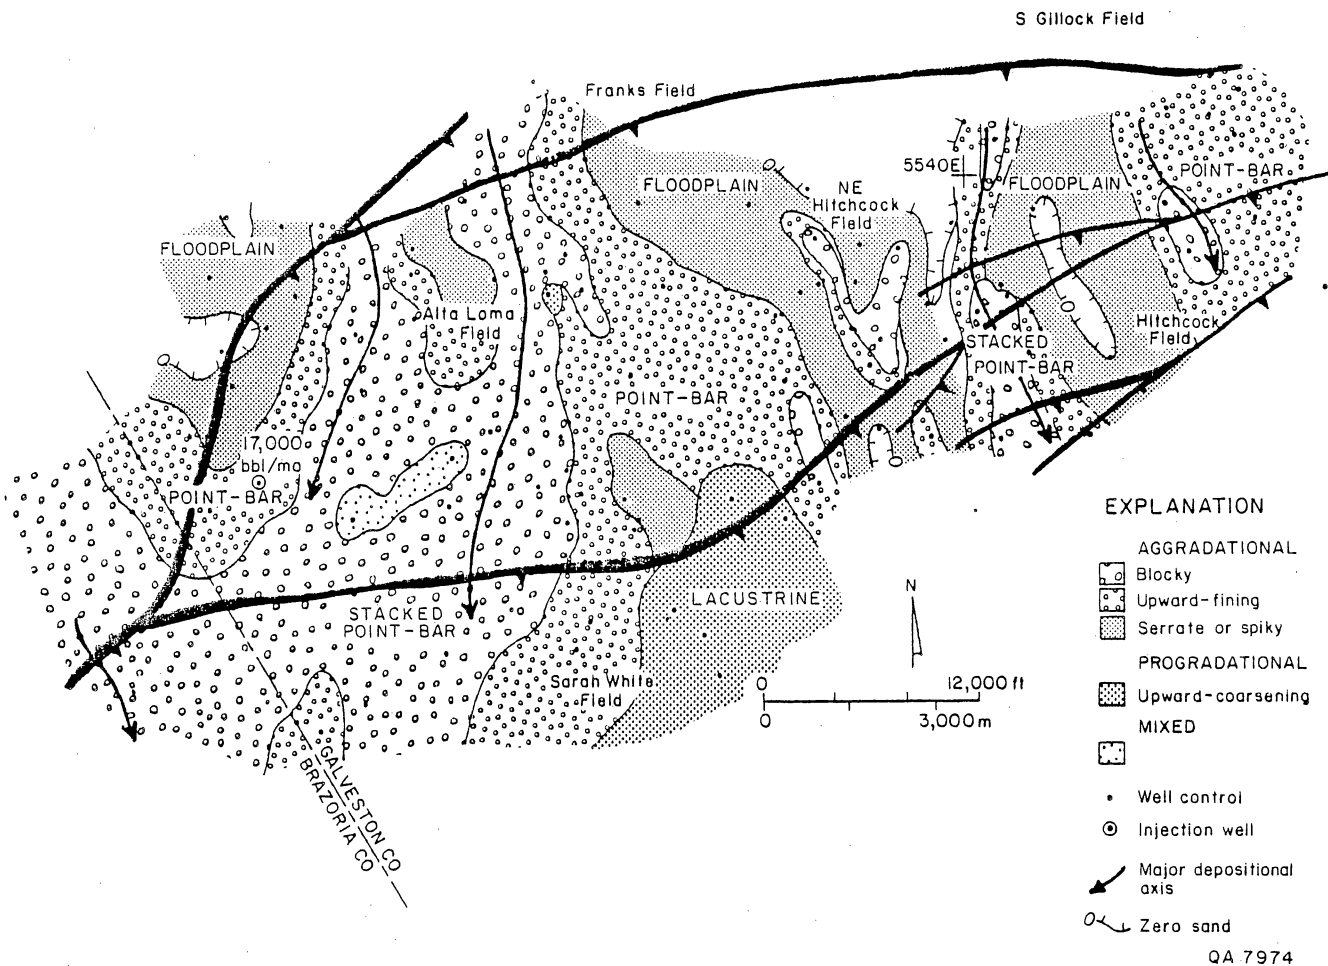 S Gillock Field
Franks Field
5540E
FLOODPLAIN
NE
Hitchcock
Field
FLOODPLAIN
POINT-BAR
O
FLOODPLAIN
Alta Loma
Field
O
Hitchcock
Field
O
STACKED
POINT-BAR
POINT-BAR
17,000
bbl/mo
POINT-BAR
O
LACUSTRINE
STACKED
POINT-BAR
Sarah White
Field
GALVESTON CO
BRAZORIA CO
N
0 12,000 ft
0 3,000 m
EXPLANATION
AGGRADATIONAL
Blocky
Upward-fining
Serrate or spiky
PROGRADATIONAL
Upward-coarsening
MIXED
Well control
Injection well
Major depositional
axis
O Zero sand
QA 7974